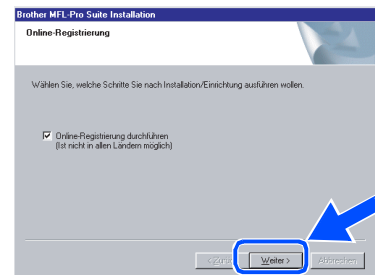 Brother MFL-Pro Suite Installation
Online-Registrierung
Wählen Sie, welche Schritte Sie nach Installation/Einrichtung ausführen wollen.
Online-Registrierung durchführen
(Ist nicht in allen Ländern möglich)
Weiter >
Abbrechen